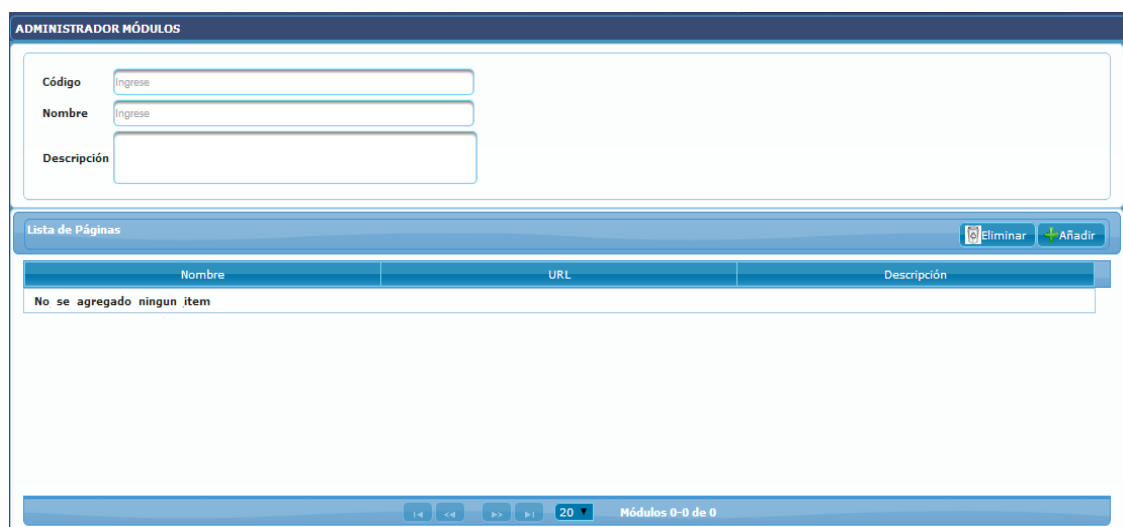 ADMINISTRADOR MÓDULOS
Código Ingrese
Nombre Ingrese
Descripción
Lista de Páginas Eliminar Añadir
Nombre URL Descripción
No se agregado ningun item
20 Módulos 0-0 de 0